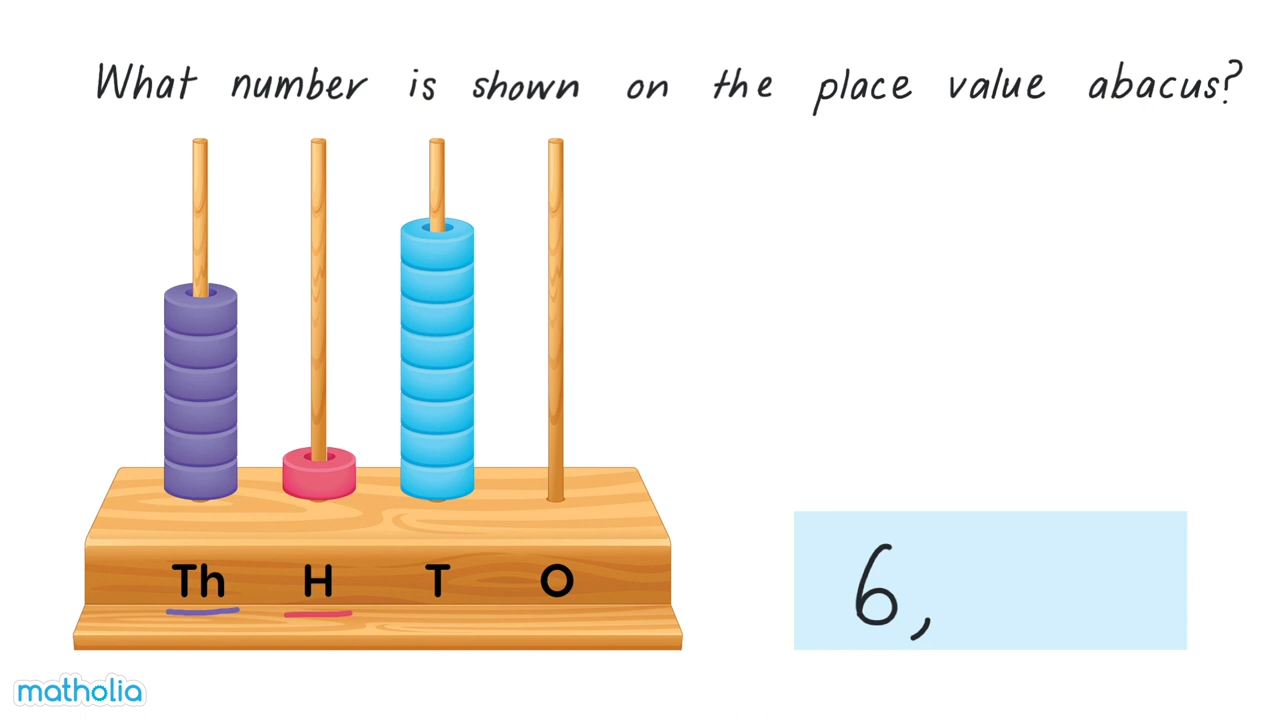 What number is shown on the place value abacus?
Th H T O
6,
matholia